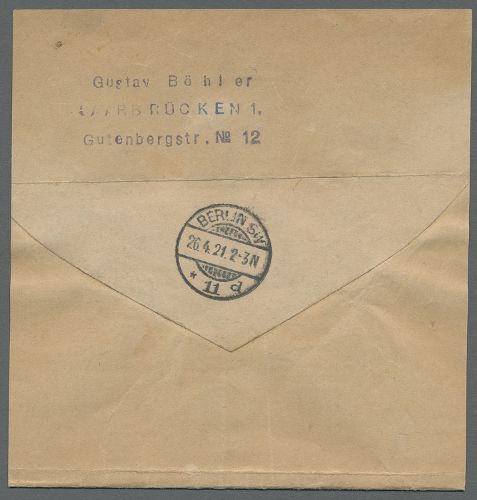 Gustav Böhler
SAARBRÜCKEN 1.
Gutenbergstr. № 12
BERLIN SW
26.4.21.2-3N
* 11 d